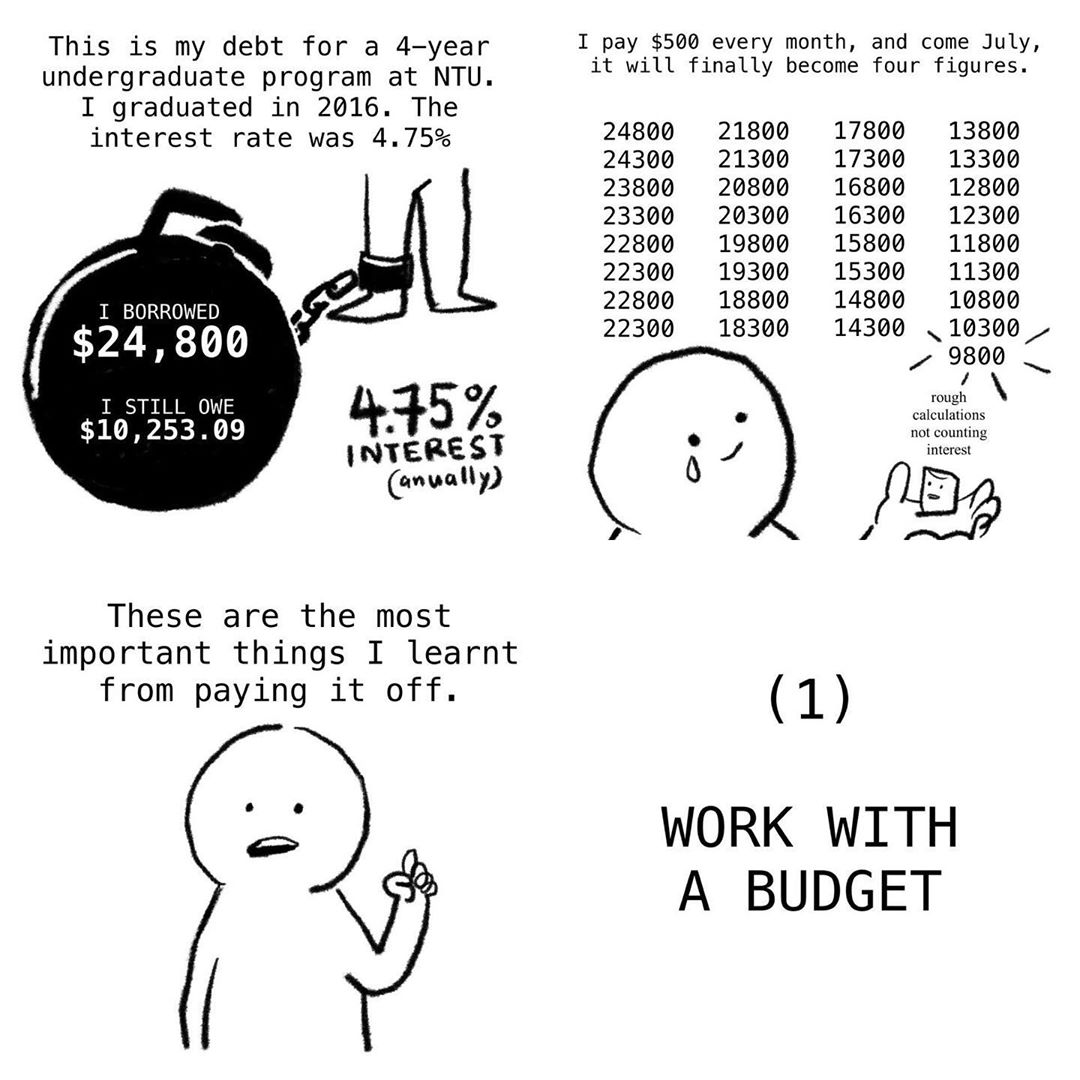 This is my debt for a 4-year
undergraduate program at NTU.
I graduated in 2016. The
interest rate was 4.75%
I BORROWED
$24,800
I STILL OWE
$10,253.09
4.75%
INTEREST
(anually)
I pay $500 every month, and come July,
it will finally become four figures.
24800 21800 17800 13800
24300 21300 17300 13300
23800 20800 16800 12800
23300 20300 16300 12300
22800 19800 15800 11800
22300 19300 15300 11300
22800 18800 14800 10800
22300 18300 14300 10300
9800
rough
calculations
not counting
interest
These are the most
important things I learnt
from paying it off.
(1)
WORK WITH
A BUDGET